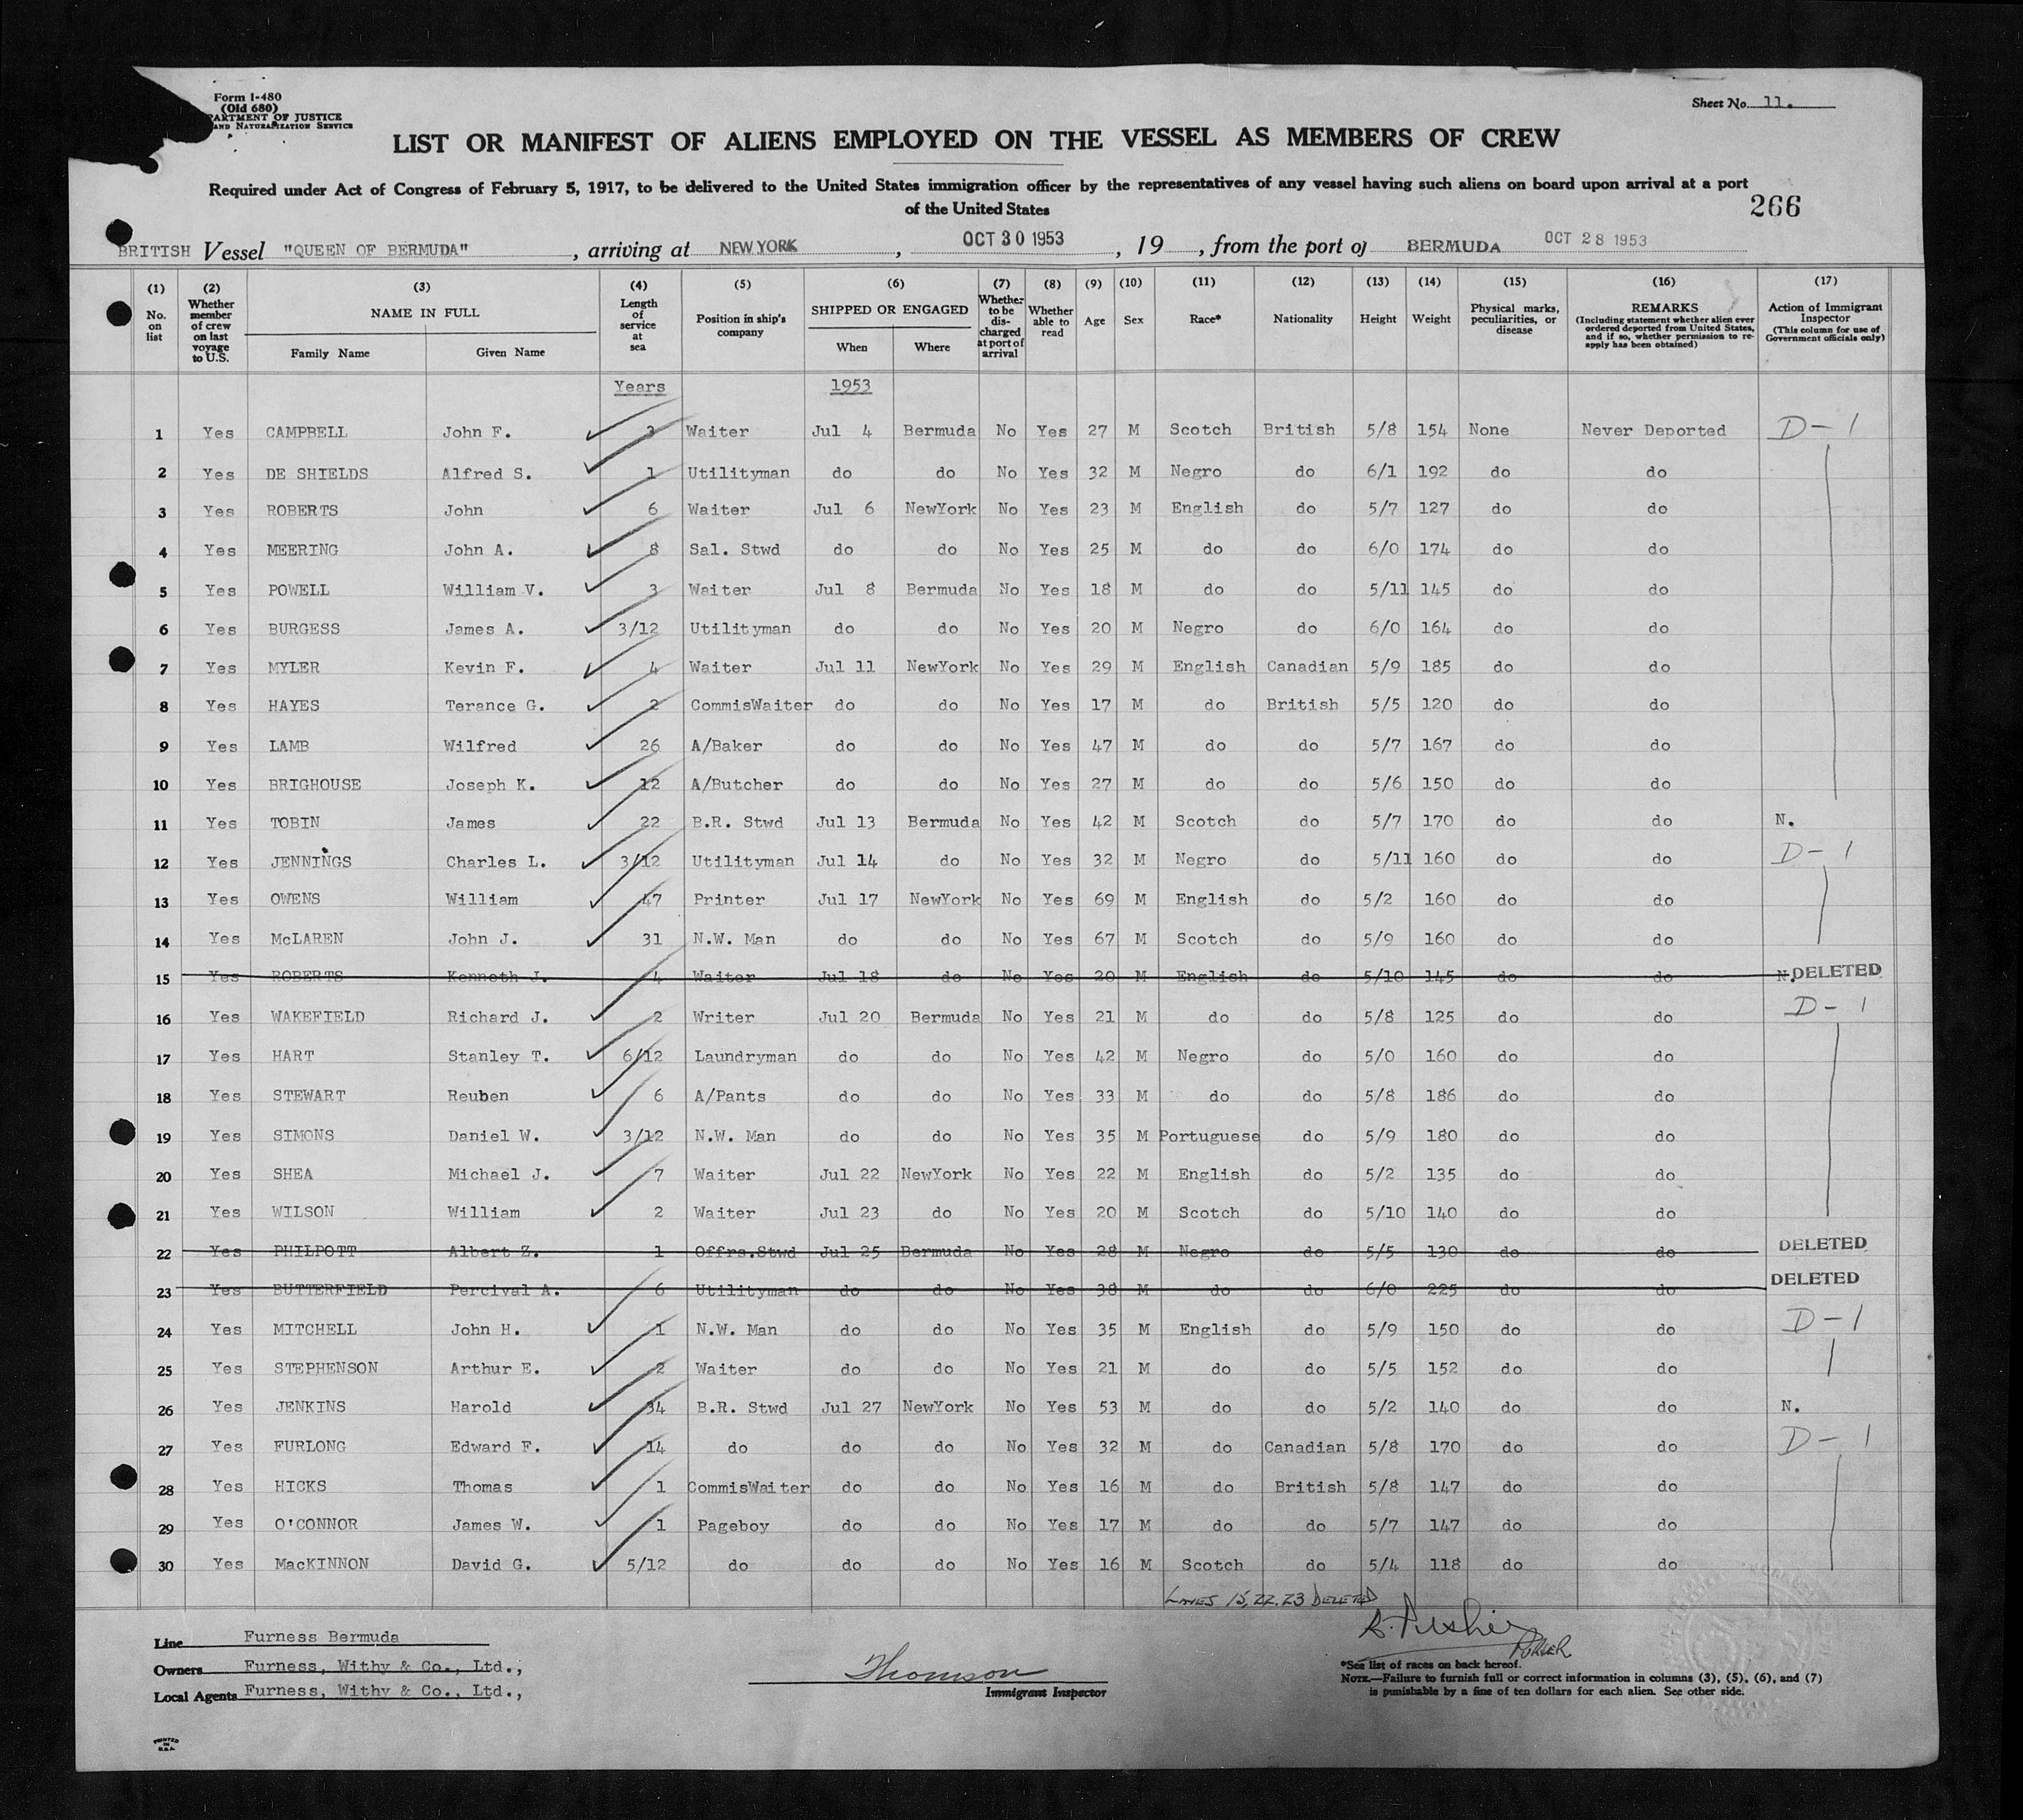 Form I-480
(Old 680)
PARTMENT OF JUSTICE
AND NATURALIZATION SERVICE
Sheet No. 11.
LIST OR MANIFEST OF ALIENS EMPLOYED ON THE VESSEL AS MEMBERS OF CREW
Required under Act of Congress of February 5, 1917, to be delivered to the United States immigration officer by the representatives of any vessel having such aliens on board upon arrival at a port
of the United States
266
BRITISH Vessel "QUEEN OF BERMUDA", arriving at NEW YORK, OCT 30 1953, 19, from the port of BERMUDA OCT 28 1953
(1) No. on list
(2) Whether member of crew on last voyage to U.S.
(3) NAME IN FULL Family Name Given Name
(4) Length of service at sea
(5) Position in ship's company
(6) SHIPPED OR ENGAGED When Where
(7) Whether to be discharged at port of arrival
(8) Whether able to read
(9) Age
(10) Sex
(11) Race*
(12) Nationality
(13) Height
(14) Weight
(15) Physical marks, peculiarities, or disease
(16) REMARKS (Including statement whether alien ever ordered deported from United States, and if so, whether permission to re-apply has been obtained)
(17) Action of Immigrant Inspector (This column for use of Government officials only)
Years 1953
1 Yes CAMPBELL John F. 3 Waiter Jul 4 Bermuda No Yes 27 M Scotch British 5/8 154 None Never Deported D-1
2 Yes DE SHIELDS Alfred S. 1 Utilityman do do No Yes 32 M Negro do 6/1 192 do do
3 Yes ROBERTS John 6 Waiter Jul 6 NewYork No Yes 23 M English do 5/7 127 do do
4 Yes MEERING John A. 8 Sal. Stwd do do No Yes 25 M do do 6/0 174 do do
5 Yes POWELL William V. 3 Waiter Jul 8 Bermuda No Yes 18 M do do 5/11 145 do do
6 Yes BURGESS James A. 3/12 Utilityman do do No Yes 20 M Negro do 6/0 164 do do
7 Yes MYLER Kevin F. 4 Waiter Jul 11 NewYork No Yes 29 M English Canadian 5/9 185 do do
8 Yes HAYES Terance G. 2 CommisWaiter do do No Yes 17 M do British 5/5 120 do do
9 Yes LAMB Wilfred 26 A/Baker do do No Yes 47 M do do 5/7 167 do do
10 Yes BRIGHOUSE Joseph K. 12 A/Butcher do do No Yes 27 M do do 5/6 150 do do
11 Yes TOBIN James 22 B.R. Stwd Jul 13 Bermuda No Yes 42 M Scotch do 5/7 170 do do N.
12 Yes JENNINGS Charles L. 3/12 Utilityman Jul 14 do No Yes 32 M Negro do 5/11 160 do do D-1
13 Yes OWENS William 47 Printer Jul 17 NewYork No Yes 69 M English do 5/2 160 do do
14 Yes McLAREN John J. 31 N.W. Man do do No Yes 67 M Scotch do 5/9 160 do do
15 Yes ROBERTS Kenneth J. 4 Waiter Jul 18 do No Yes 20 M English do 5/10 145 do do N. DELETED
16 Yes WAKEFIELD Richard J. 2 Writer Jul 20 Bermuda No Yes 21 M do do 5/8 125 do do D-1
17 Yes HART Stanley T. 6/12 Laundryman do do No Yes 42 M Negro do 5/0 160 do do
18 Yes STEWART Reuben 6 A/Pants do do No Yes 33 M do do 5/8 186 do do
19 Yes SIMONS Daniel W. 3/12 N.W. Man do do No Yes 35 M Portuguese do 5/9 180 do do
20 Yes SHEA Michael J. 7 Waiter Jul 22 NewYork No Yes 22 M English do 5/2 135 do do
21 Yes WILSON William 2 Waiter Jul 23 do No Yes 20 M Scotch do 5/10 140 do do
22 Yes PHILPOTT Albert Z. 1 Offrs.Stwd Jul 25 Bermuda No Yes 28 M Negro do 5/5 130 do do DELETED
23 Yes BUTTERFIELD Percival A. 6 Utilityman do do No Yes 38 M do do 6/0 225 do do DELETED
24 Yes MITCHELL John H. 1 N.W. Man do do No Yes 35 M English do 5/9 150 do do D-1
25 Yes STEPHENSON Arthur E. 2 Waiter do do No Yes 21 M do do 5/5 152 do do
26 Yes JENKINS Harold 34 B.R. Stwd Jul 27 NewYork No Yes 53 M do do 5/2 140 do do N.
27 Yes FURLONG Edward F. 14 do do do No Yes 32 M do Canadian 5/8 170 do do D-1
28 Yes HICKS Thomas 1 CommisWaiter do do No Yes 16 M do British 5/8 147 do do
29 Yes O'CONNOR James W. 1 Pageboy do do No Yes 17 M do do 5/7 147 do do
30 Yes MacKINNON David G. 5/12 do do do No Yes 16 M Scotch do 5/4 118 do do
LINES 15, 22, 23 DELETED
PURSER
Line Furness Bermuda
Owners Furness, Withy & Co., Ltd.,
Local Agents Furness, Withy & Co., Ltd.,
Thomson
Immigrant Inspector
*See list of races on back hereof.
NOTE.—Failure to furnish full or correct information in columns (3), (5), (6), and (7)
is punishable by a fine of ten dollars for each alien. See other side.
PRINTED
IN
U.S.A.